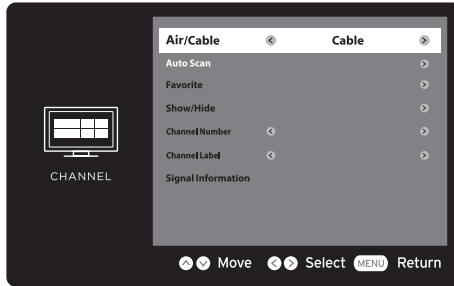 Air/Cable Cable
Auto Scan
Favorite
Show/Hide
Channel Number
Channel Label
CHANNEL
Signal Information
Move Select MENU Return